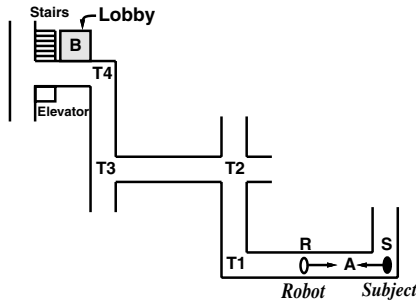 Stairs
Lobby
B
T4
Elevator
T3
T2
R
S
T1
A
Robot
Subject